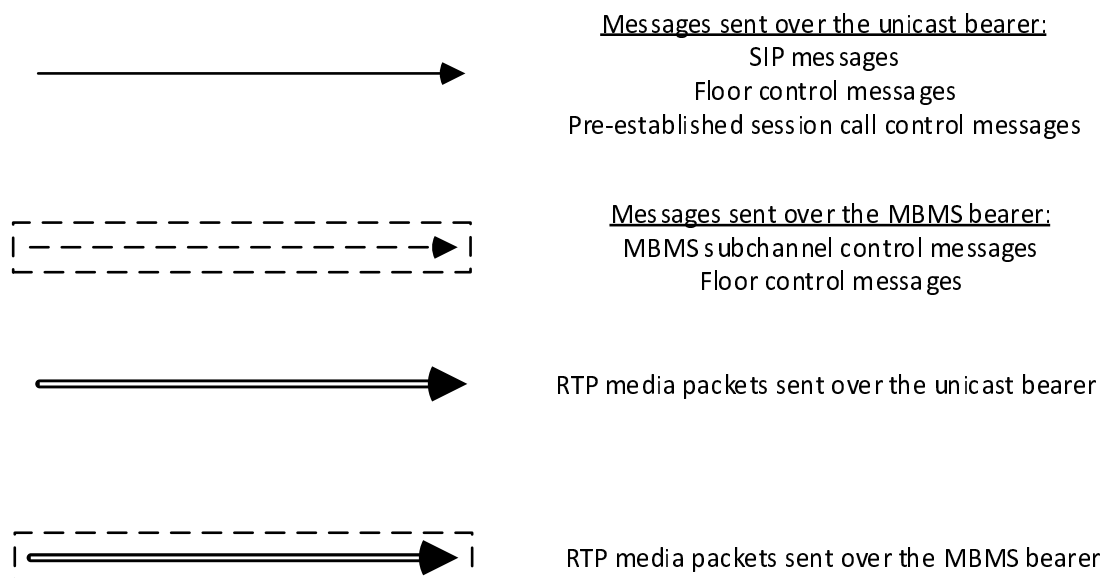 Messages sent over the unicast bearer:
SIP messages
Floor control messages
Pre-established session call control messages
Messages sent over the MBMS bearer:
MBMS subchannel control messages
Floor control messages
RTP media packets sent over the unicast bearer
RTP media packets sent over the MBMS bearer